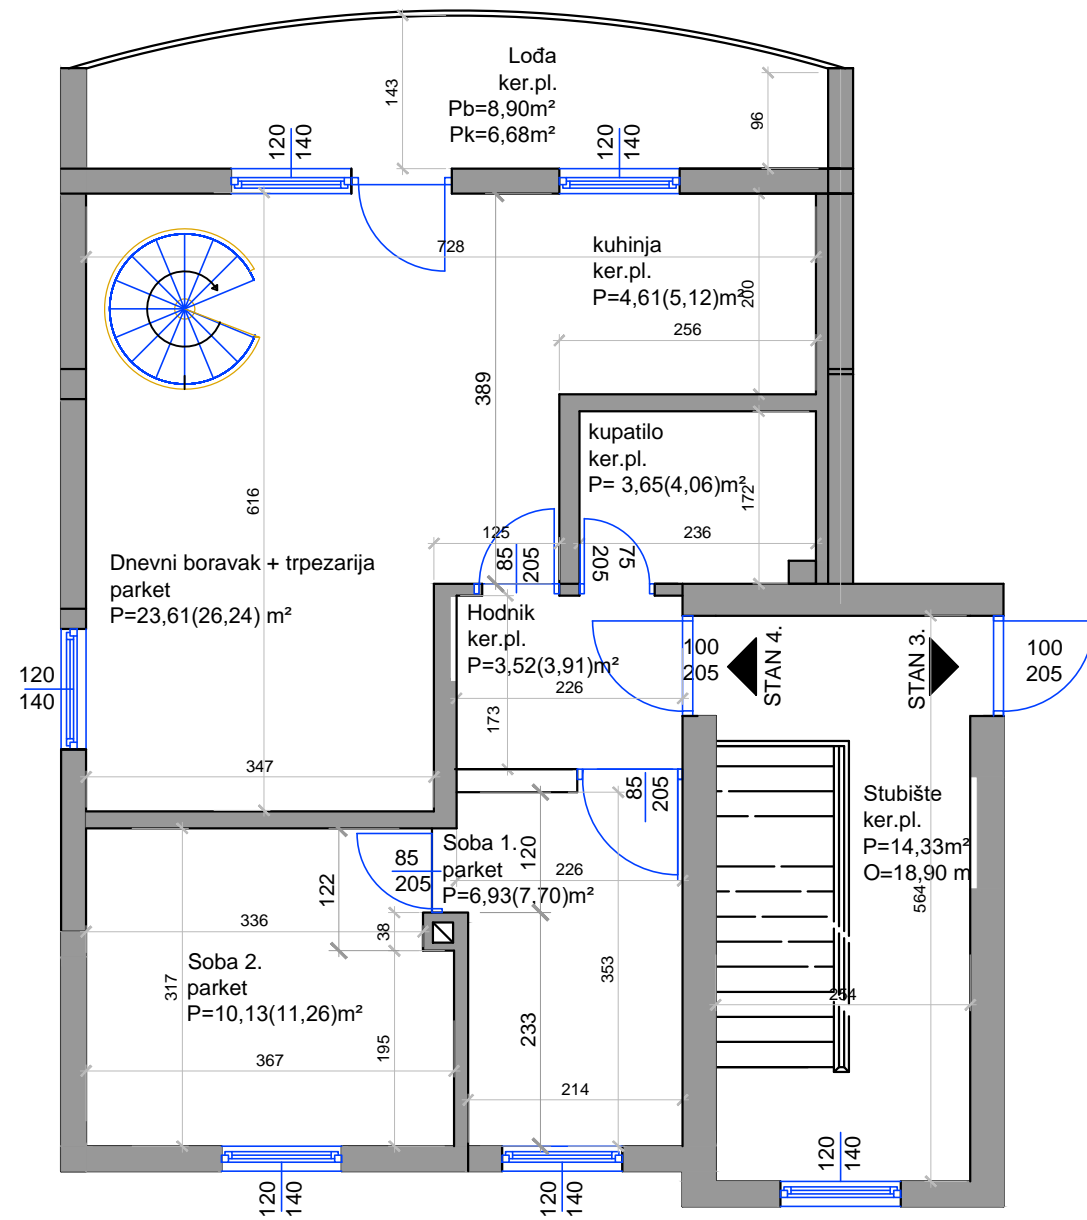 Lođa
ker.pl.
Pb=8,90m²
Pk=6,68m²
143
96
120
140
120
140
728
kuhinja
ker.pl.
P=4,61(5,12)m²
200
256
389
kupatilo
ker.pl.
P= 3,65(4,06)m²
172
236
616
125
85
205
75
205
Dnevni boravak + trpezarija
parket
P=23,61(26,24) m²
Hodnik
ker.pl.
P=3,52(3,91)m²
226
173
100
205
STAN 4.
STAN 3.
100
205
120
140
347
85
205
Stubište
ker.pl.
P=14,33m²
O=18,90 m
564
254
Soba 1.
parket
P=6,93(7,70)m²
120
226
85
205
122
336
38
317
353
Soba 2.
parket
P=10,13(11,26)m²
195
233
367
214
120
140
120
140
120
140